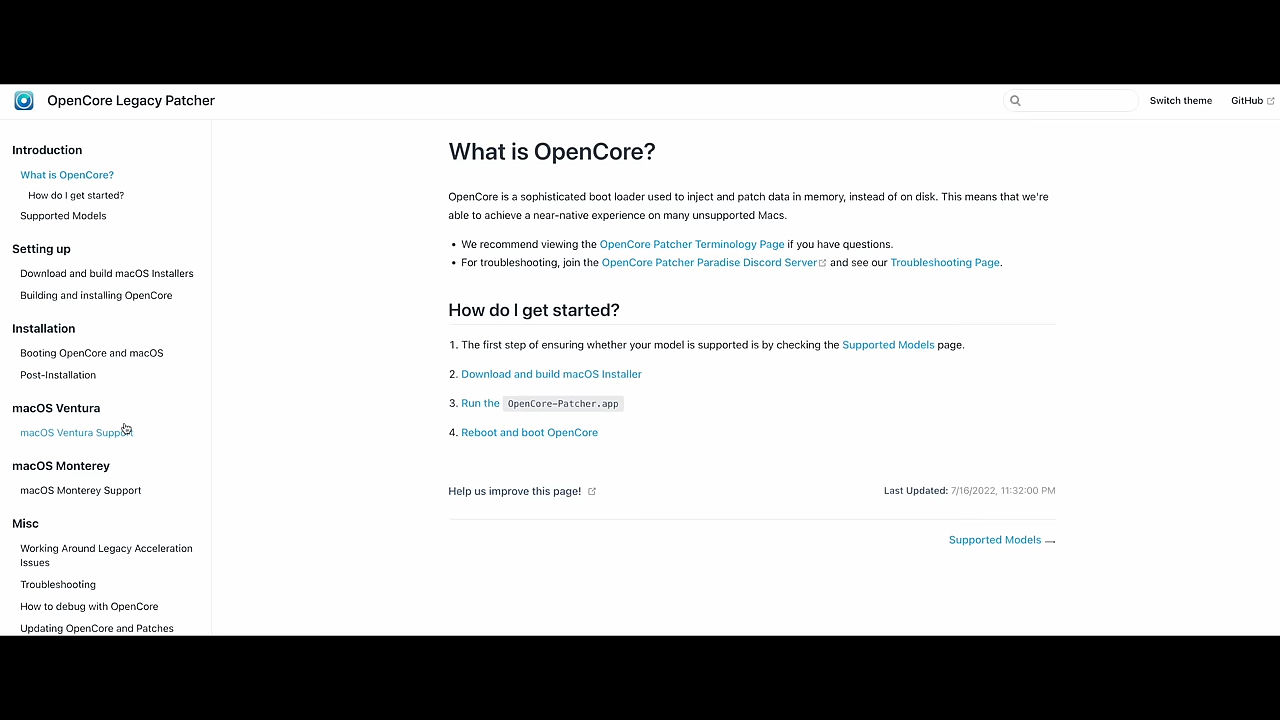 OpenCore Legacy Patcher
Switch theme
GitHub
Introduction
What is OpenCore?
How do I get started?
Supported Models
Setting up
Download and build macOS Installers
Building and installing OpenCore
Installation
Booting OpenCore and macOS
Post-Installation
macOS Ventura
macOS Ventura Support
macOS Monterey
macOS Monterey Support
Misc
Working Around Legacy Acceleration
Issues
Troubleshooting
How to debug with OpenCore
Updating OpenCore and Patches
What is OpenCore?
OpenCore is a sophisticated boot loader used to inject and patch data in memory, instead of on disk. This means that we're
able to achieve a near-native experience on many unsupported Macs.
• We recommend viewing the OpenCore Patcher Terminology Page if you have questions.
• For troubleshooting, join the OpenCore Patcher Paradise Discord Server and see our Troubleshooting Page.
How do I get started?
1. The first step of ensuring whether your model is supported is by checking the Supported Models page.
2. Download and build macOS Installer
3. Run the OpenCore-Patcher.app
4. Reboot and boot OpenCore
Help us improve this page!
Last Updated: 7/16/2022, 11:32:00 PM
Supported Models →